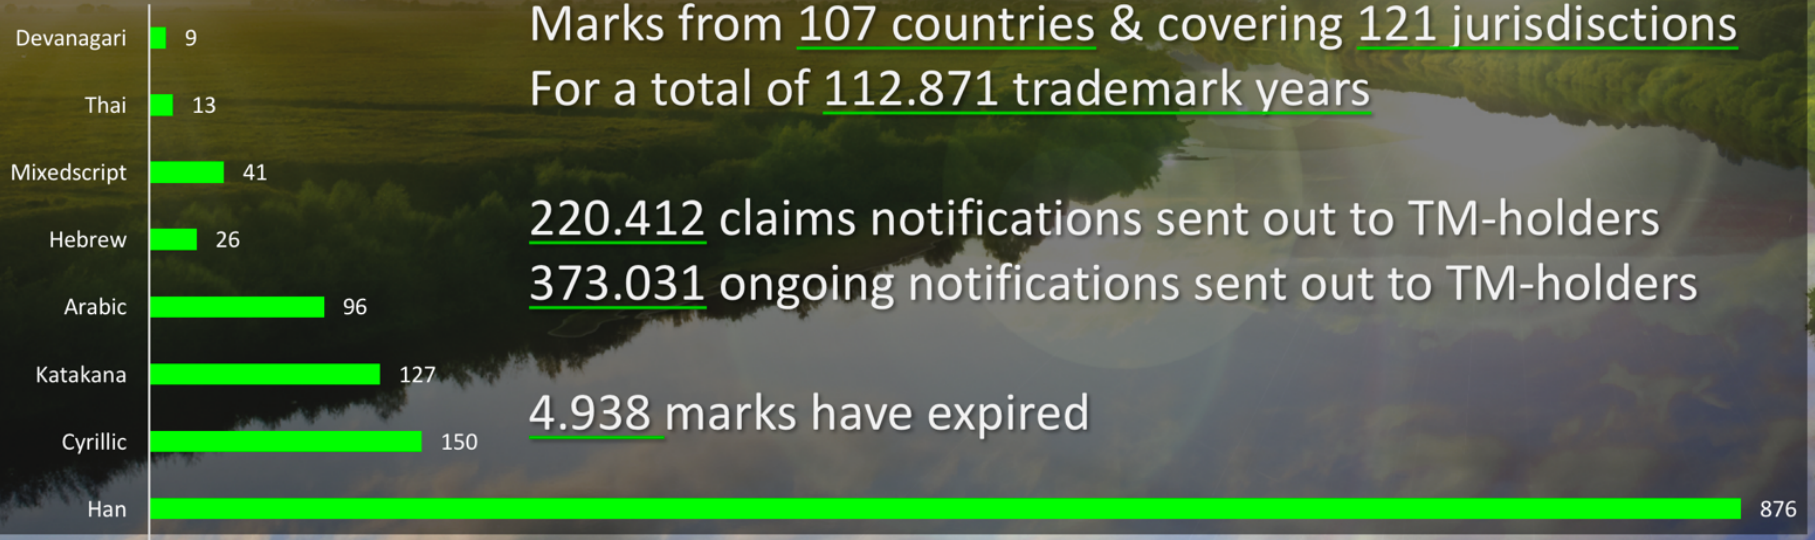 Devanagari 9
Thai 13
Mixedscript 41
Hebrew 26
Arabic 96
Katakana 127
Cyrillic 150
Han 876
Marks from 107 countries & covering 121 jurisdisctions
For a total of 112.871 trademark years
220.412 claims notifications sent out to TM-holders
373.031 ongoing notifications sent out to TM-holders
4.938 marks have expired